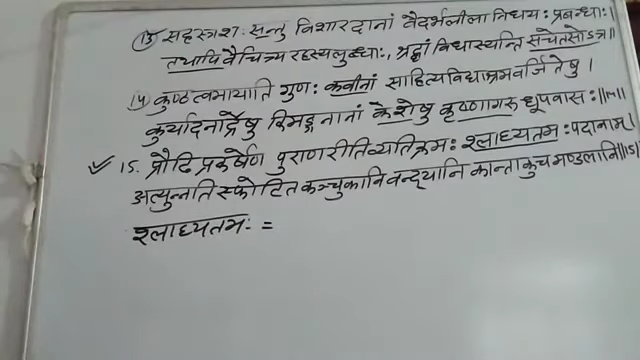 13) सहस्त्रशः सन्तु विशारदानां वैदर्भलीला निधयः प्रबन्धाः।
तथापि वैचित्र्य रहस्यलुब्धाः, श्रद्धां विधास्यन्ति सचेतसोऽत्र॥
14) कुण्ठत्वमायाति गुणः कवीनां साहित्यविधाश्रमवर्जितेषु।
कुर्यादनार्द्रेषु किमङ्गनानां केशेषु कृष्णागरु धूपवासः॥14॥
15. प्रौढि प्रकर्षेण पुराणरीतिव्यतिक्रमः श्लाध्यतमः पदानाम्।
अत्युन्नति स्फोटित कञ्चुकानि वन्द्यानि कान्ताकुचमण्डलानि॥15॥
श्लाध्यतमः =